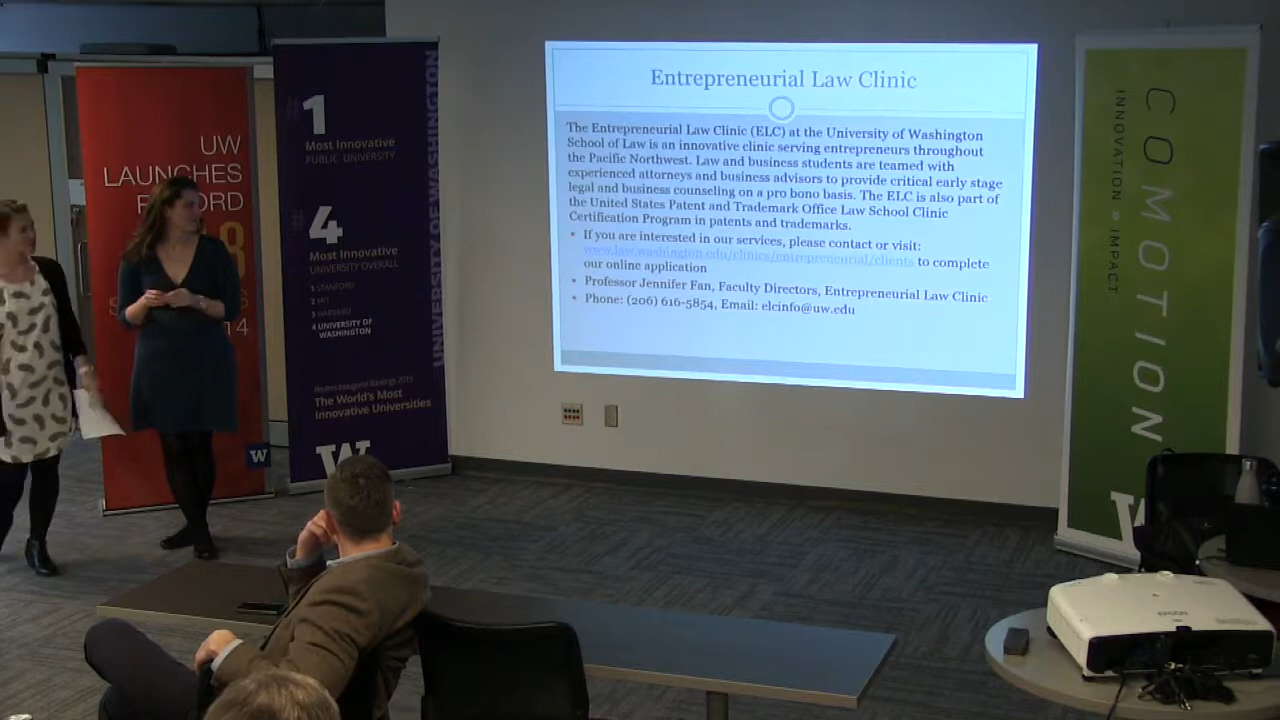 UW
LAUNCHES
#1
Most Innovative
PUBLIC UNIVERSITY
#4
Most Innovative
UNIVERSITY OVERALL
1 STANFORD
2 MIT
3 HARVARD
4 UNIVERSITY OF
WASHINGTON
Reuters Inaugural Rankings 2015
The World's Most
Innovative Universities
W
W
UNIVERSITY OF WASHINGTON
Entrepreneurial Law Clinic
The Entrepreneurial Law Clinic (ELC) at the University of Washington
School of Law is an innovative clinic serving entrepreneurs throughout
the Pacific Northwest. Law and business students are teamed with
experienced attorneys and business advisors to provide critical early stage
legal and business counseling on a pro bono basis. The ELC is also part of
the United States Patent and Trademark Office Law School Clinic
Certification Program in patents and trademarks.
• If you are interested in our services, please contact or visit:
www.law.washington.edu/clinics/entrepreneurial/clients to complete
our online application
• Professor Jennifer Fan, Faculty Directors, Entrepreneurial Law Clinic
• Phone: (206) 616-5854, Email: elcinfo@uw.edu
COMOTION
INNOVATION » IMPACT
W
EPSON